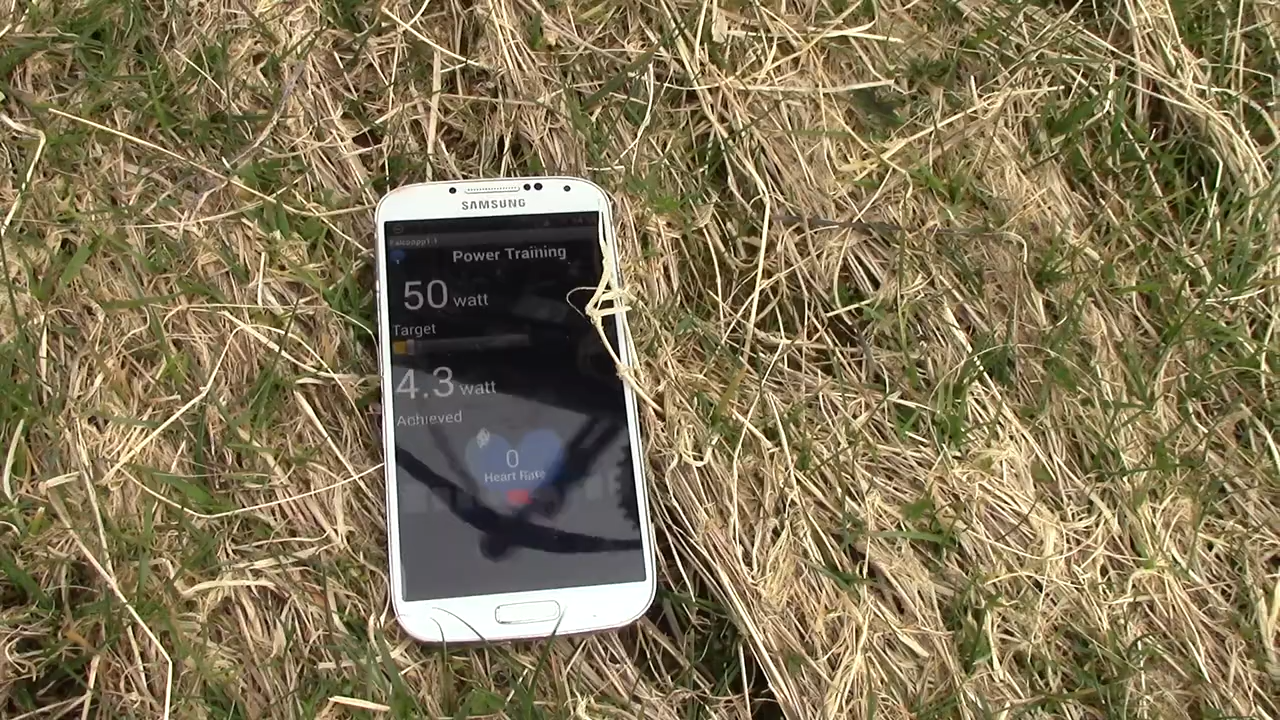 SAMSUNG
Power Training
50 watt
Target
4.3 watt
Achieved
0
Heart Rate